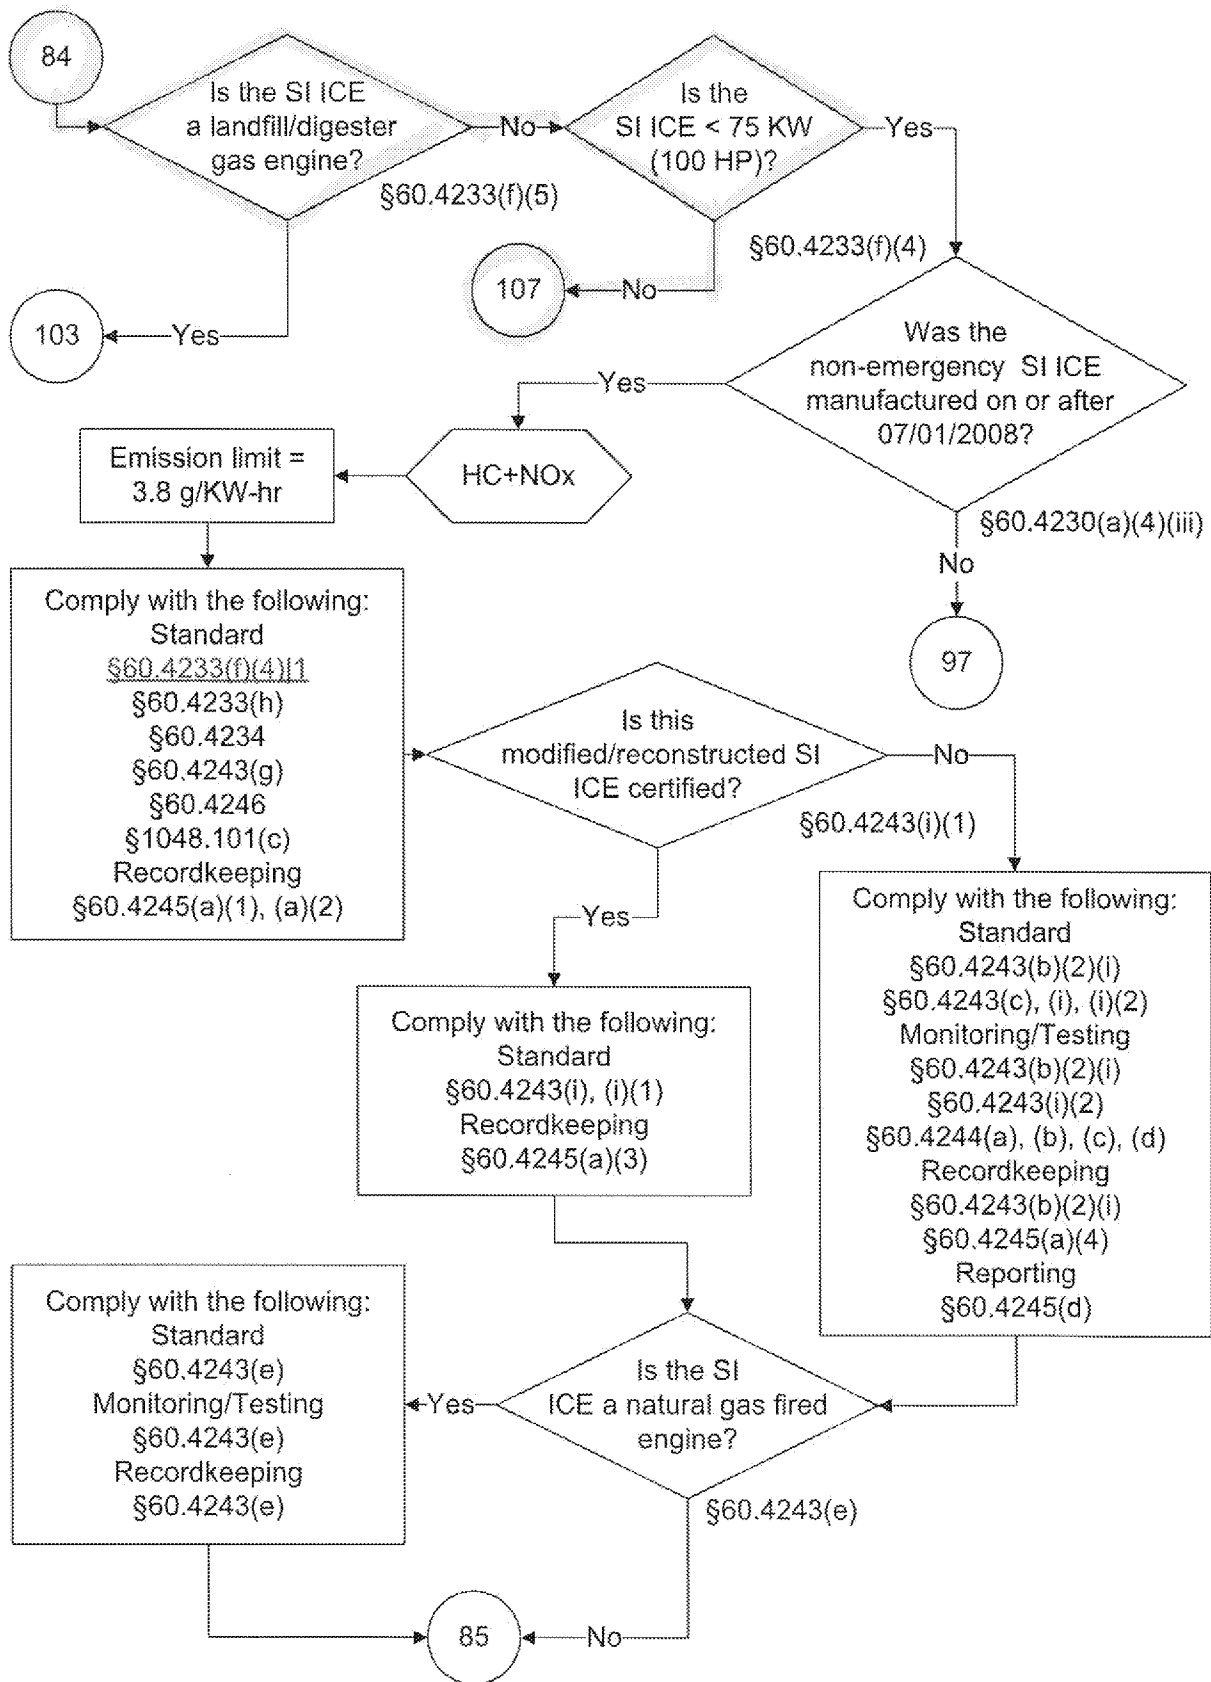 84
Is the SI ICE
a landfill/digester
gas engine?
No
Is the
SI ICE < 75 KW
(100 HP)?
Yes
§60.4233(f)(5)
§60.4233(f)(4)
107
No
103
Yes
Was the
non-emergency SI ICE
manufactured on or after
07/01/2008?
Yes
§60.4230(a)(4)(iii)
No
97
HC+NOx
Emission limit =
3.8 g/KW-hr
Comply with the following:
Standard
§60.4233(f)(4)[1
§60.4233(h)
§60.4234
§60.4243(g)
§60.4246
§1048.101(c)
Recordkeeping
§60.4245(a)(1), (a)(2)
Is this
modified/reconstructed SI
ICE certified?
No
§60.4243(i)(1)
Yes
Comply with the following:
Standard
§60.4243(i), (i)(1)
Recordkeeping
§60.4245(a)(3)
Comply with the following:
Standard
§60.4243(b)(2)(i)
§60.4243(c), (i), (i)(2)
Monitoring/Testing
§60.4243(b)(2)(i)
§60.4243(i)(2)
§60.4244(a), (b), (c), (d)
Recordkeeping
§60.4243(b)(2)(i)
§60.4245(a)(4)
Reporting
§60.4245(d)
Is the SI
ICE a natural gas fired
engine?
Yes
§60.4243(e)
Comply with the following:
Standard
§60.4243(e)
Monitoring/Testing
§60.4243(e)
Recordkeeping
§60.4243(e)
No
85